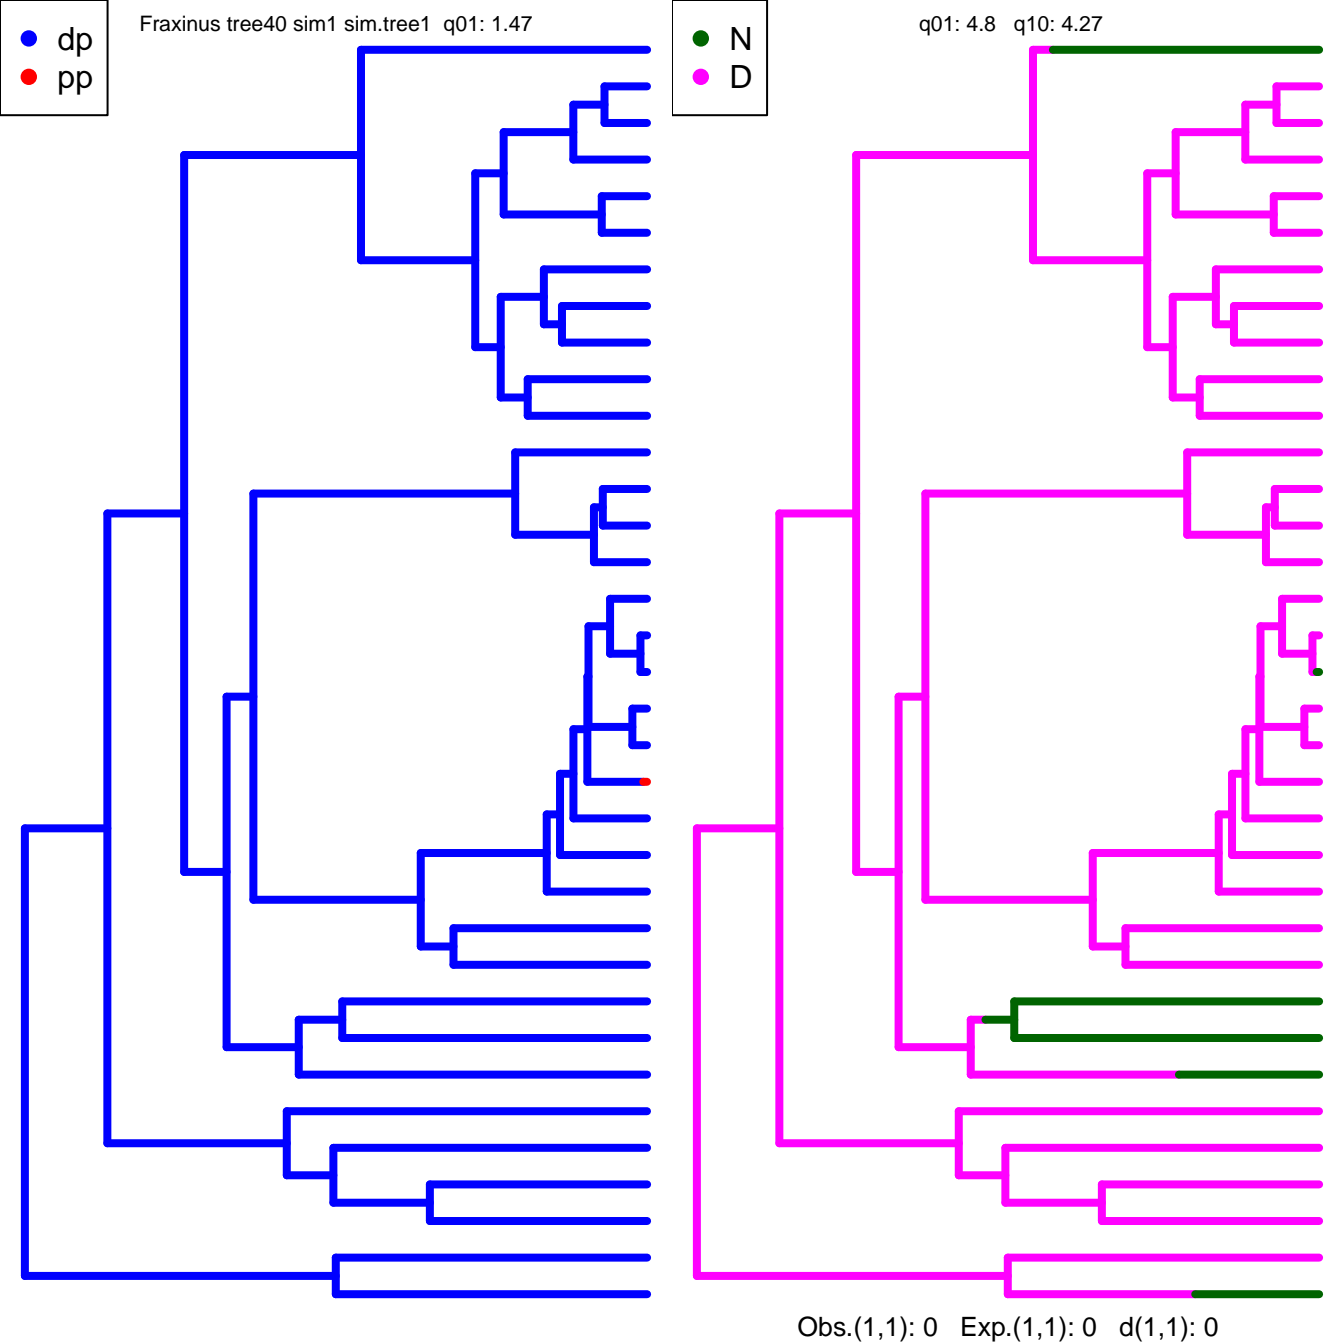 Fraxinus tree40 sim1 sim.tree1 q01: 1.47
dp
pp
q01: 4.8 q10: 4.27
N
D
Obs.(1,1): 0 Exp.(1,1): 0 d(1,1): 0